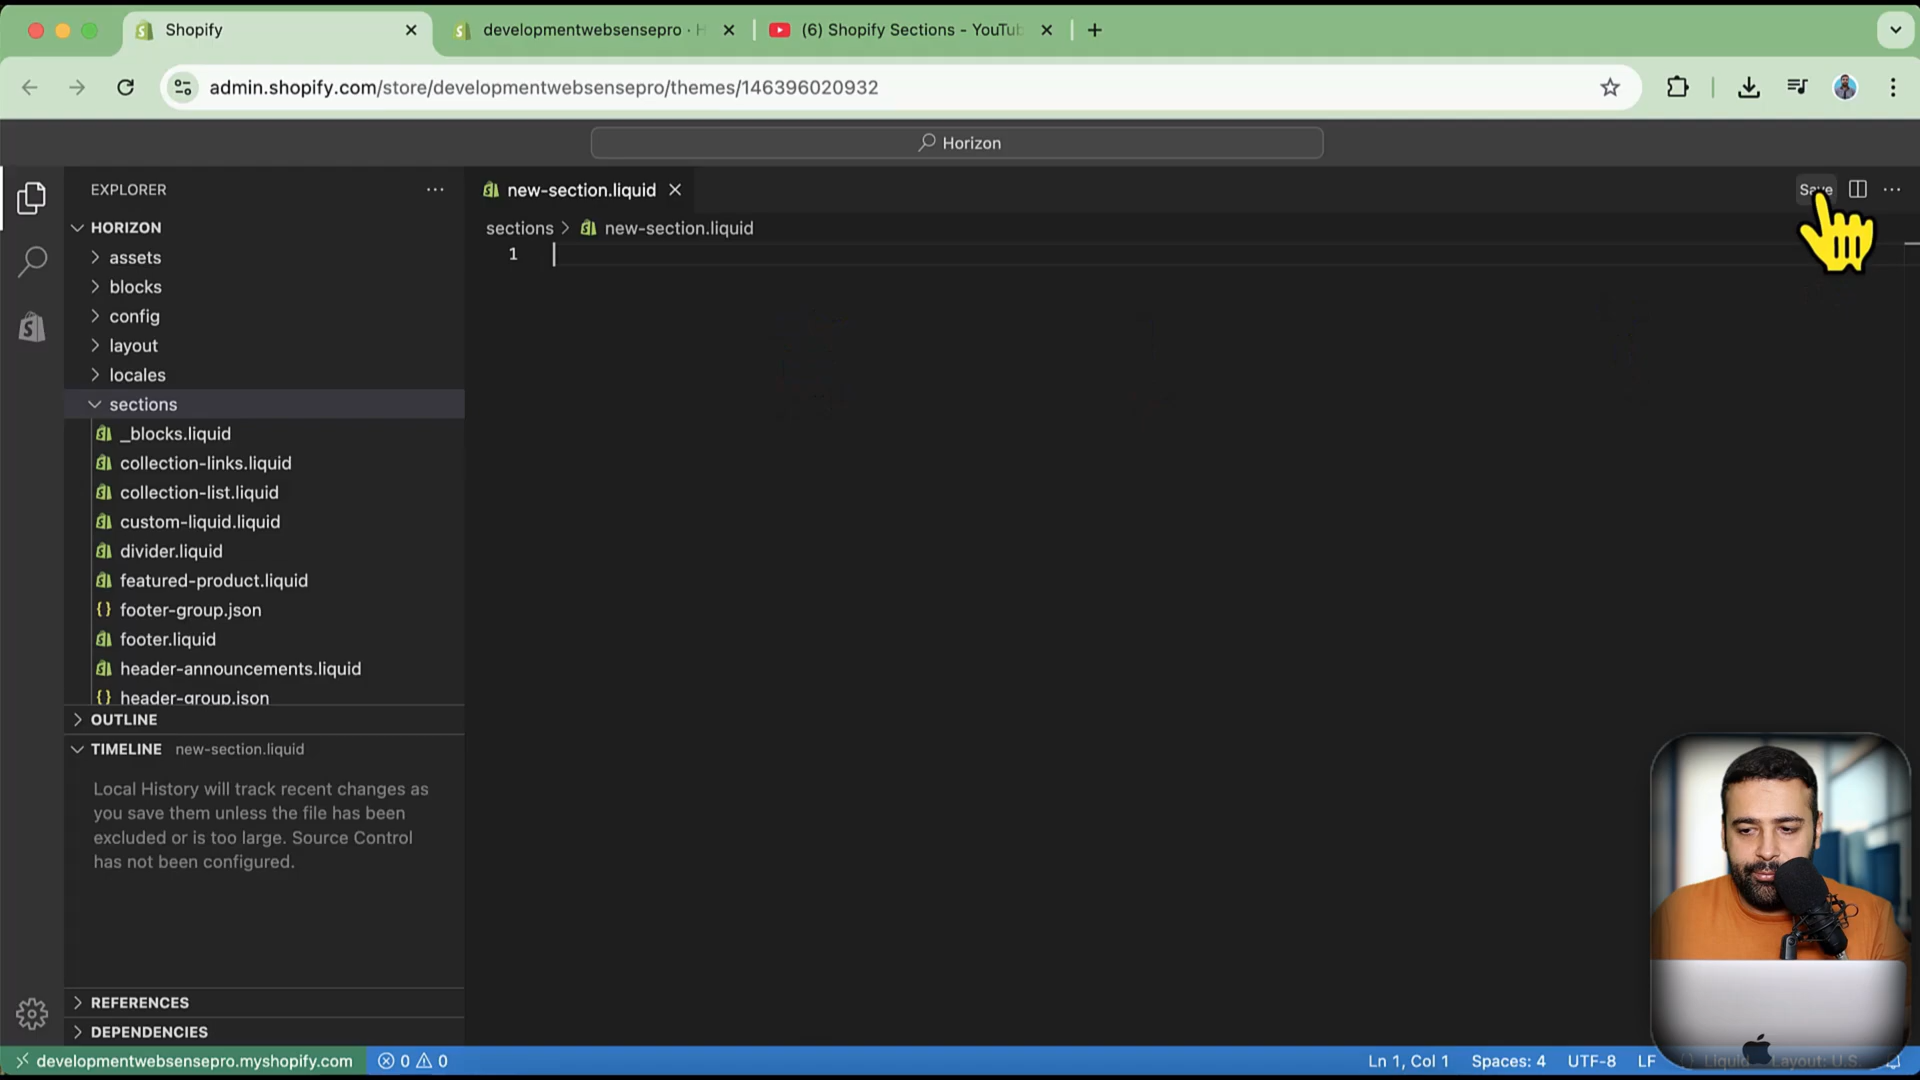 Shopify
developmentwebsensepro · H
(6) Shopify Sections - YouTub
admin.shopify.com/store/developmentwebsensepro/themes/146396020932
Horizon
EXPLORER
new-section.liquid
Save
HORIZON
sections > new-section.liquid
1
assets
blocks
config
layout
locales
sections
_blocks.liquid
collection-links.liquid
collection-list.liquid
custom-liquid.liquid
divider.liquid
featured-product.liquid
footer-group.json
footer.liquid
header-announcements.liquid
header-group.json
OUTLINE
TIMELINE new-section.liquid
Local History will track recent changes as
you save them unless the file has been
excluded or is too large. Source Control
has not been configured.
REFERENCES
DEPENDENCIES
developmentwebsensepro.myshopify.com
0 0
Ln 1, Col 1 Spaces: 4 UTF-8 LF Liquid Layout: U.S.